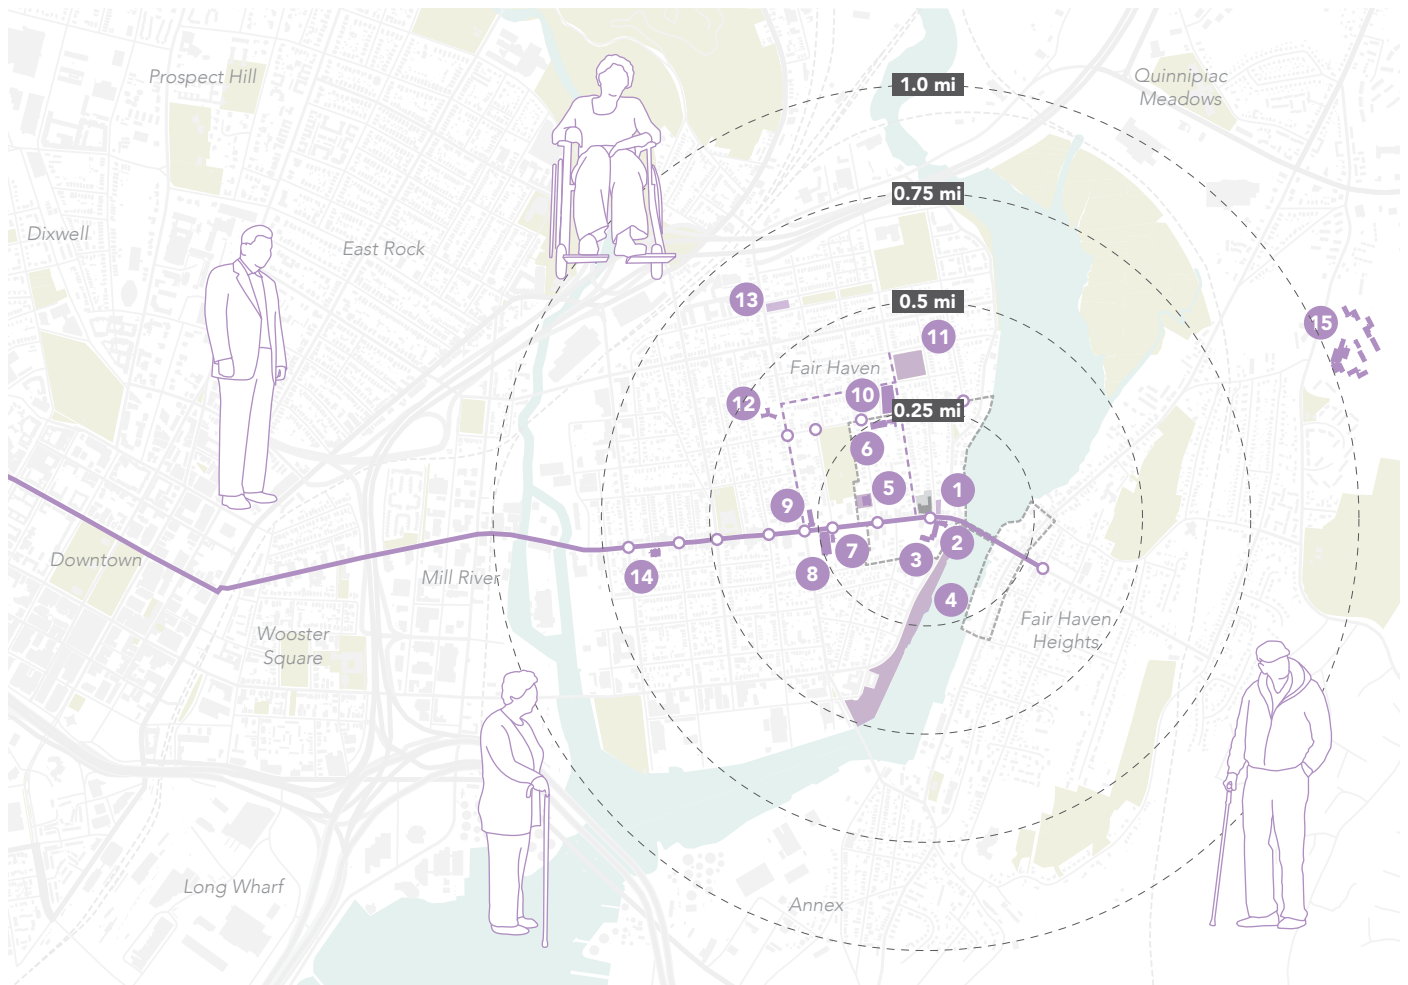 1.0 mi
Prospect Hill
Quinnipiac
Meadows
0.75 mi
Dixwell
East Rock
13
0.5 mi
15
11
Fair Haven
10
12
0.25 mi
6
5
1
9
2
7
3
Downtown
8
14
Mill River
4
Fair Haven
Heights
Wooster
Square
Long Wharf
Annex